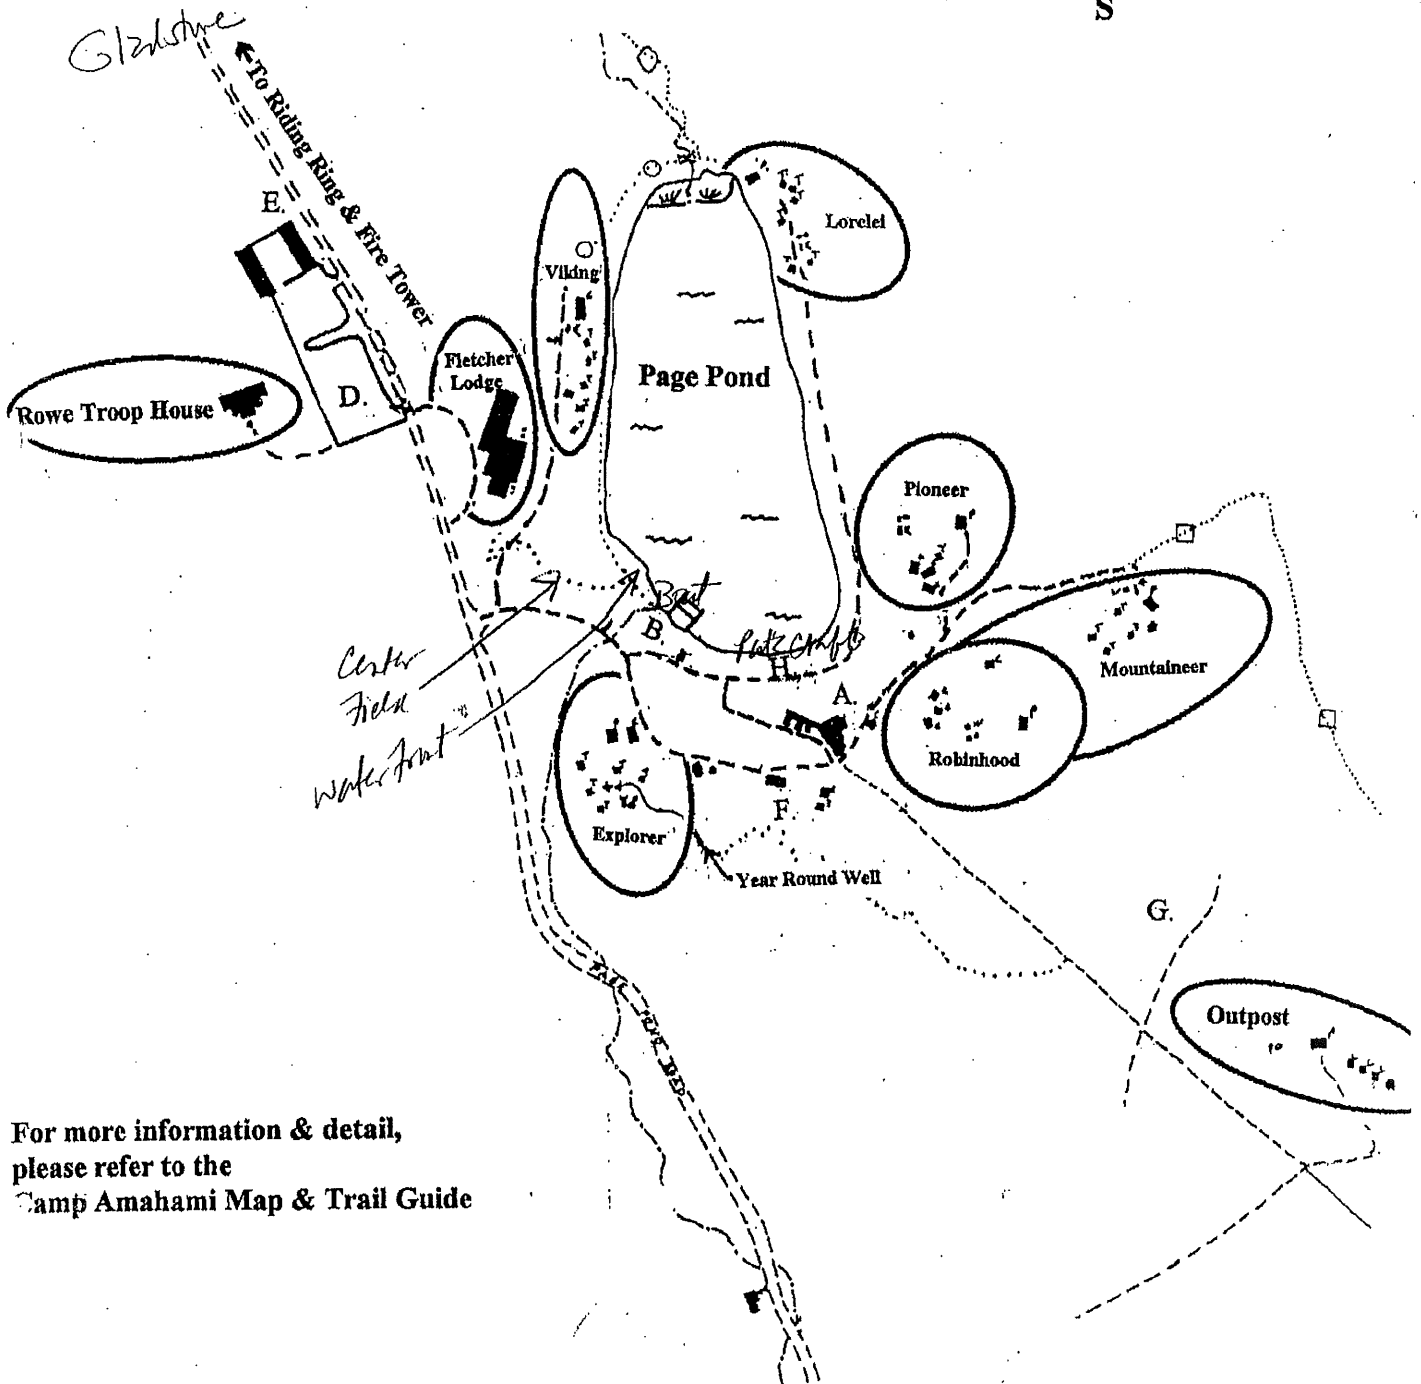 S
Gladstone
To Riding Ring & Fire Tower
E.
Lorelei
Viking
Fletcher
Lodge
Page Pond
D.
Rowe Troop House
Pioneer
Boat
B.
H.
Center
Field
Mountaineer
A.
waterfront
Robinhood
F.
Explorer
Year Round Well
G.
Outpost
For more information & detail,
please refer to the
Camp Amahami Map & Trail Guide